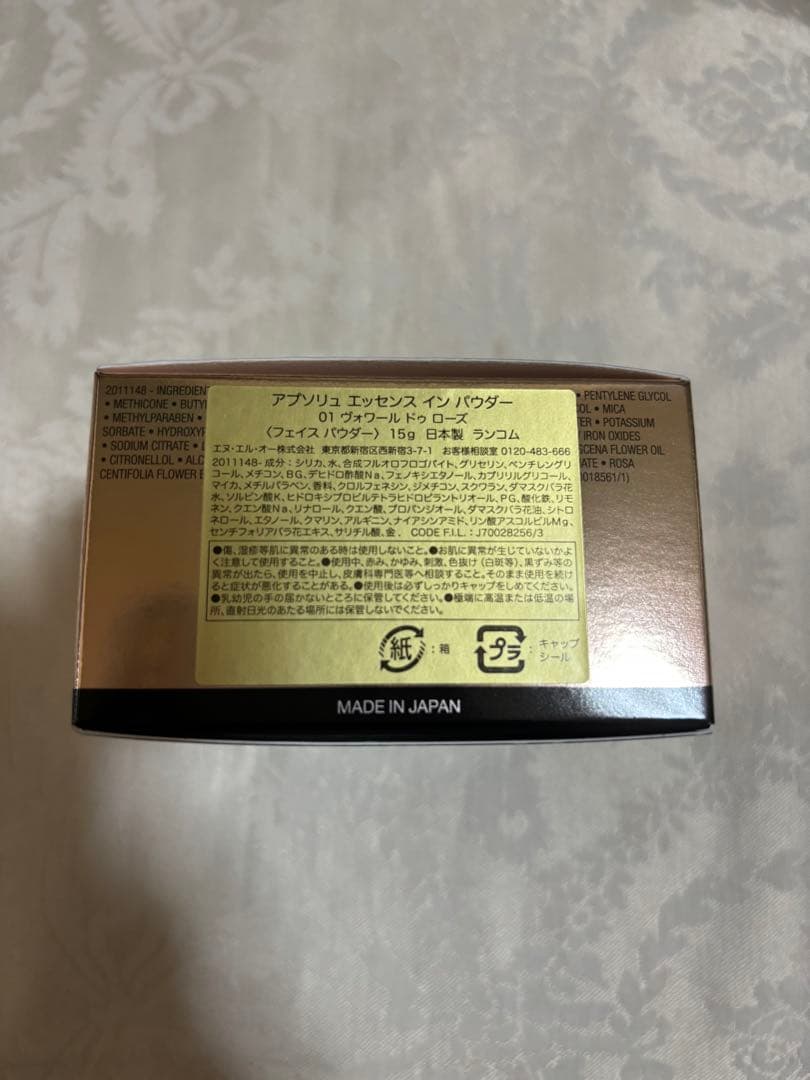 アプソリュ エッセンス イン パウダー
01 ヴォワール ドゥ ローズ
〈フェイス パウダー〉 15g 日本製 ランコム
エヌ・エル・オー株式会社 東京都新宿区西新宿3-7-1 お客様相談室 0120-483-666
2011148- 成分：シリカ,水,合成フルオロフロゴパイト,グリセリン,ペンチレングリ
コール,メチコン,BG,デヒドロ酢酸Na,フェノキシエタノール,カプリリルグリコール,
マイカ,メチルパラベン,香料,クロルフェネシン,ジメチコン,スクワラン,ダマスクバラ花
水,ソルビン酸K,ヒドロキシプロピルテトラヒドロピラントリオール,PG,酸化鉄,リモ
ネン,クエン酸Na,リナロール,クエン酸,プロパンジオール,ダマスクバラ花油,シトロ
ネロール,エタノール,クマリン,アルギニン,ナイアシンアミド,リン酸アスコルビルMg,
センチフォリアバラ花エキス,サリチル酸,金. CODE F.I.L.：J70028256/3
●傷、湿疹等肌に異常のある時は使用しないこと。●お肌に異常が生じていないかよ
く注意して使用すること。●使用中、赤み、かゆみ、刺激、色抜け（白斑等）、黒ずみ等の
異常が出たら、使用を中止し、皮膚科専門医等へ相談すること。そのまま使用を続け
ると症状が悪化することがある。●使用後は必ずしっかりキャップをしめてください。
●乳幼児の手の届かないところに保管してください。●極端に高温または低温の場
所、直射日光のあたる場所には保管しないでください。
紙 ：箱
プラ ：キャップ
シール
2011148 - INGREDIENT
• METHICONE •
• METHYLPARABEN •
SORBATE •
• SODIUM CITRATE •
• CITRONELLOL •
CENTIFOLIA FLOWER
• PENTYLENE GLYCOL
• MICA
• POTASSIUM
IRON OXIDES
FLOWER OIL
• ROSA
MADE IN JAPAN